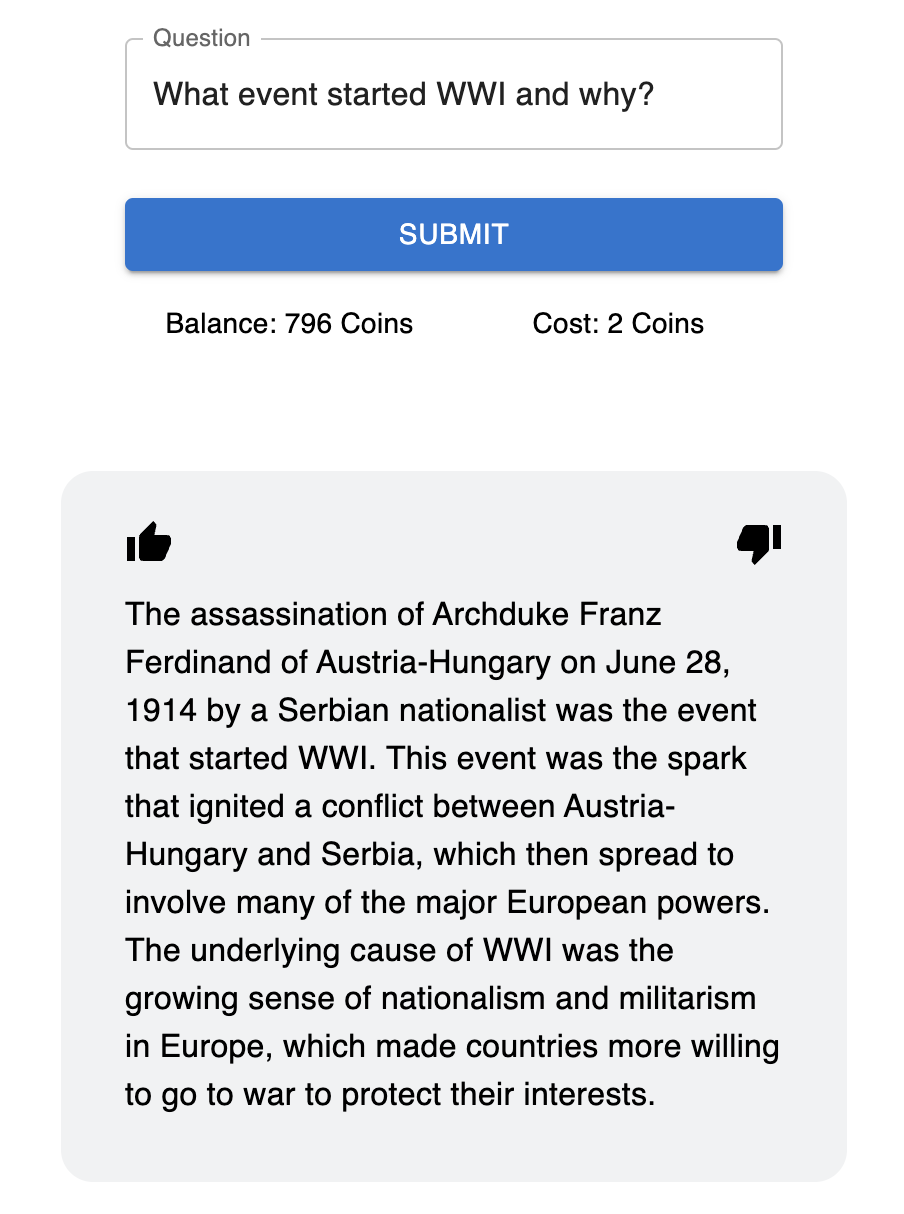 Question
What event started WWI and why?
SUBMIT
Balance: 796 Coins
Cost: 2 Coins
The assassination of Archduke Franz
Ferdinand of Austria-Hungary on June 28,
1914 by a Serbian nationalist was the event
that started WWI. This event was the spark
that ignited a conflict between Austria-
Hungary and Serbia, which then spread to
involve many of the major European powers.
The underlying cause of WWI was the
growing sense of nationalism and militarism
in Europe, which made countries more willing
to go to war to protect their interests.